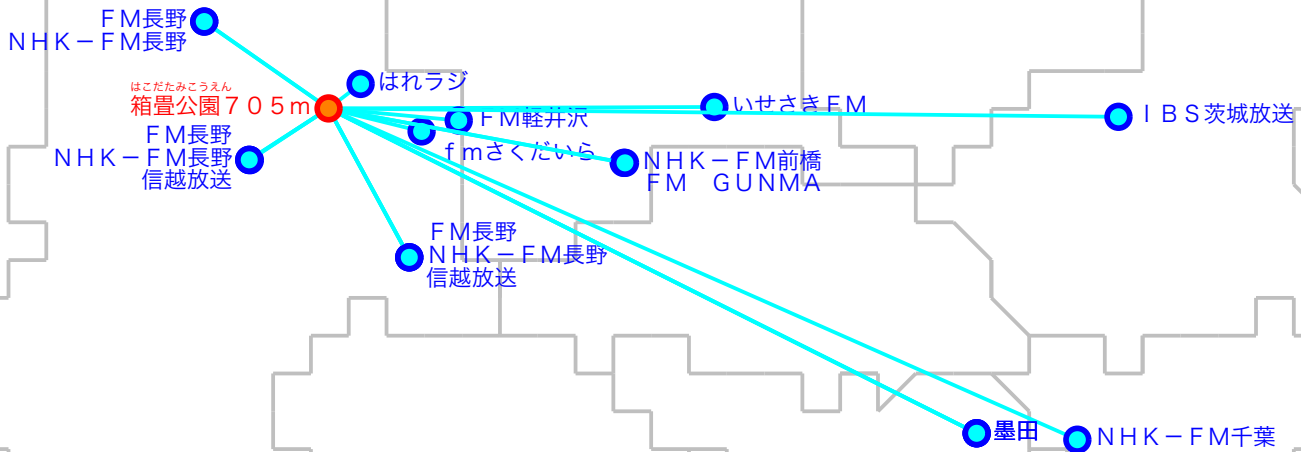 FM長野
NHK-FM長野
はこだたみこうえん
箱畳公園705m
はれラジ
いせさきFM
IBS茨城放送
FM軽井沢
fmさくだいら
FM長野
NHK-FM長野
信越放送
NHK-FM前橋
FM GUNMA
FM長野
NHK-FM長野
信越放送
墨田
NHK-FM千葉